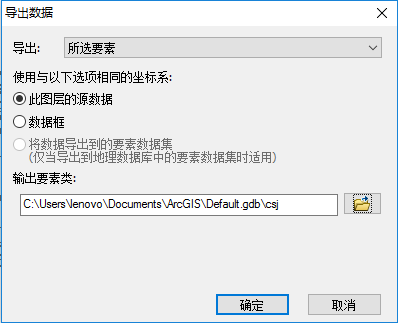 导出数据
导出: 所选要素
使用与以下选项相同的坐标系:
此图层的源数据
数据框
将数据导出到的要素数据集
(仅当导出到地理数据库中的要素数据集时适用)
输出要素类:
C:\Users\lenovo\Documents\ArcGIS\Default.gdb\csj
确定 取消